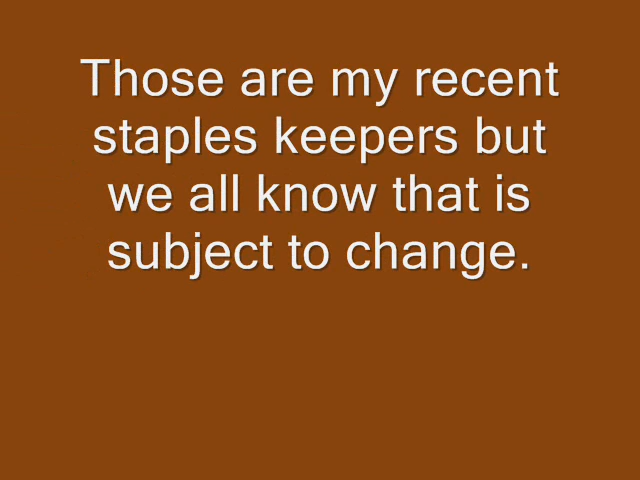 Those are my recent
staples keepers but
we all know that is
subject to change.